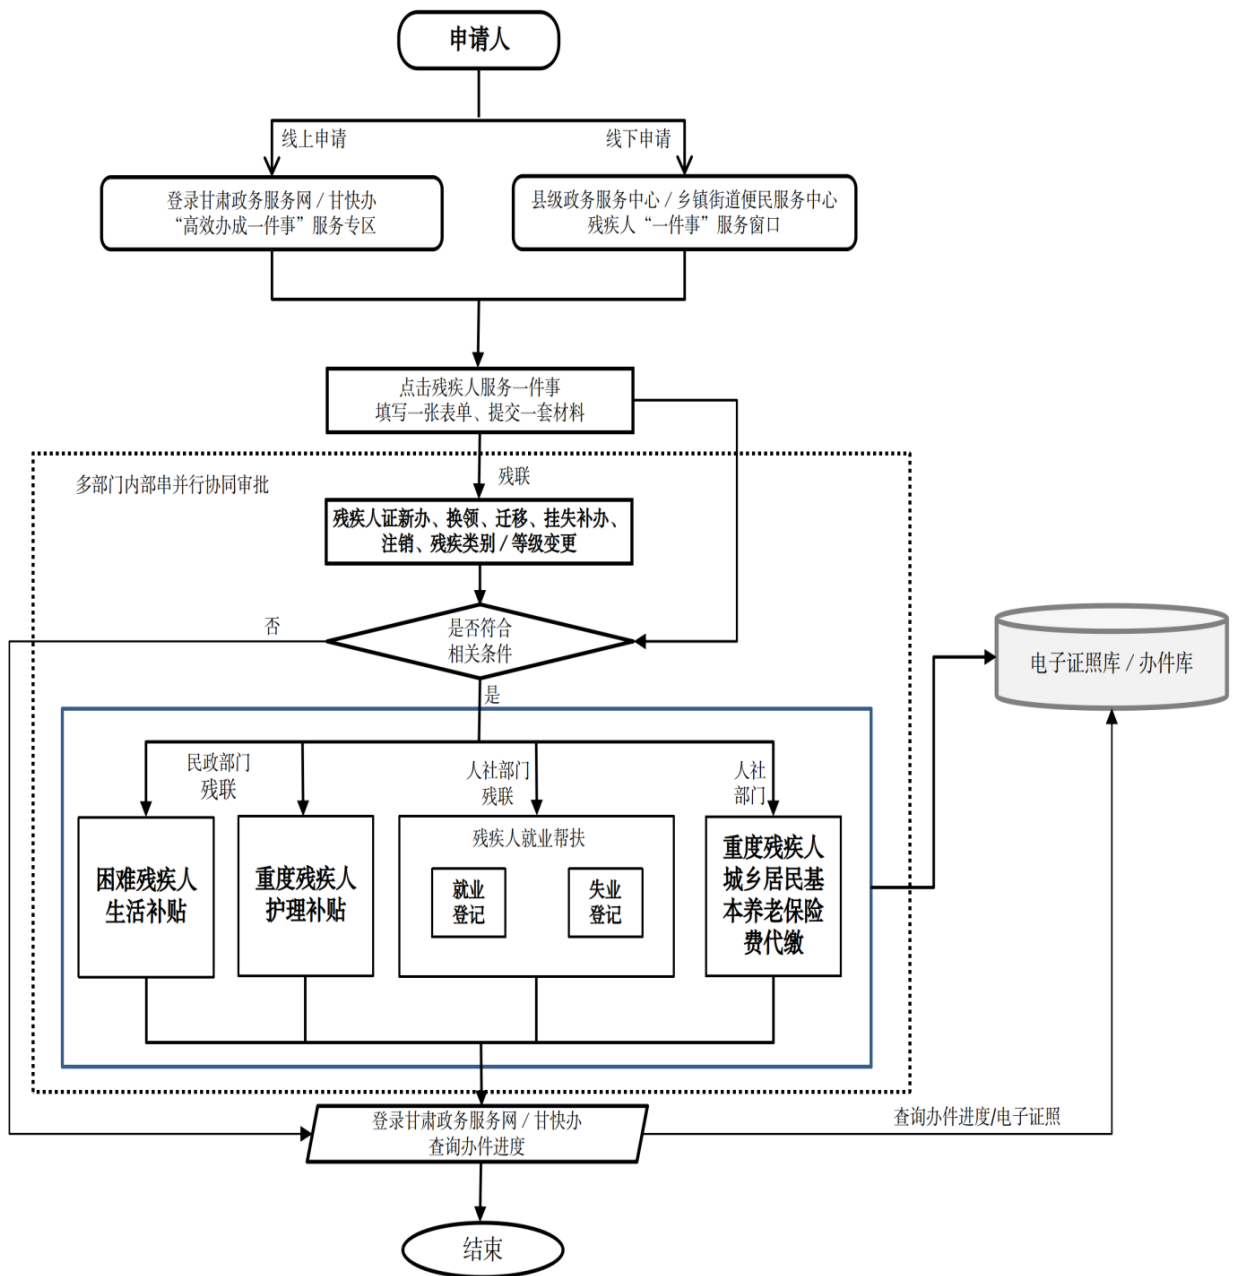 申请人
线上申请
线下申请
登录甘肃政务服务网 / 甘快办
“高效办成一件事”服务专区
县级政务服务中心 / 乡镇街道便民服务中心
残疾人“一件事”服务窗口
点击残疾人服务一件事
填写一张表单、提交一套材料
多部门内部串并行协同审批
残联
残疾人证新办、换领、迁移、挂失补办、
注销、残疾类别 / 等级变更
否
是否符合
相关条件
是
电子证照库 / 办件库
民政部门
残联
人社部门
残联
人社
部门
困难残疾人
生活补贴
重度残疾人
护理补贴
残疾人就业帮扶
就业
登记
失业
登记
重度残疾人
城乡居民基
本养老保险
费代缴
登录甘肃政务服务网 / 甘快办
查询办件进度
查询办件进度/电子证照
结束